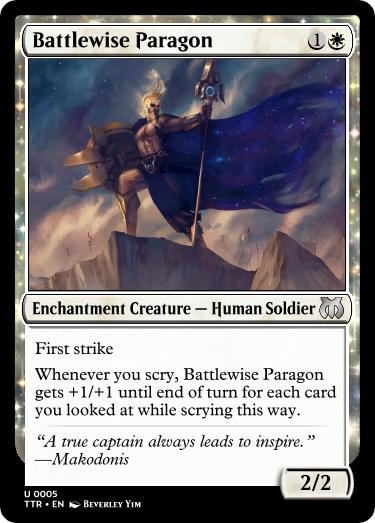 Battlewise Paragon 1
Enchantment Creature — Human Soldier
First strike
Whenever you scry, Battlewise Paragon
gets +1/+1 until end of turn for each card
you looked at while scrying this way.
“A true captain always leads to inspire.”
—Makodonis
2/2
U 0005
TTR • EN Beverley Yim